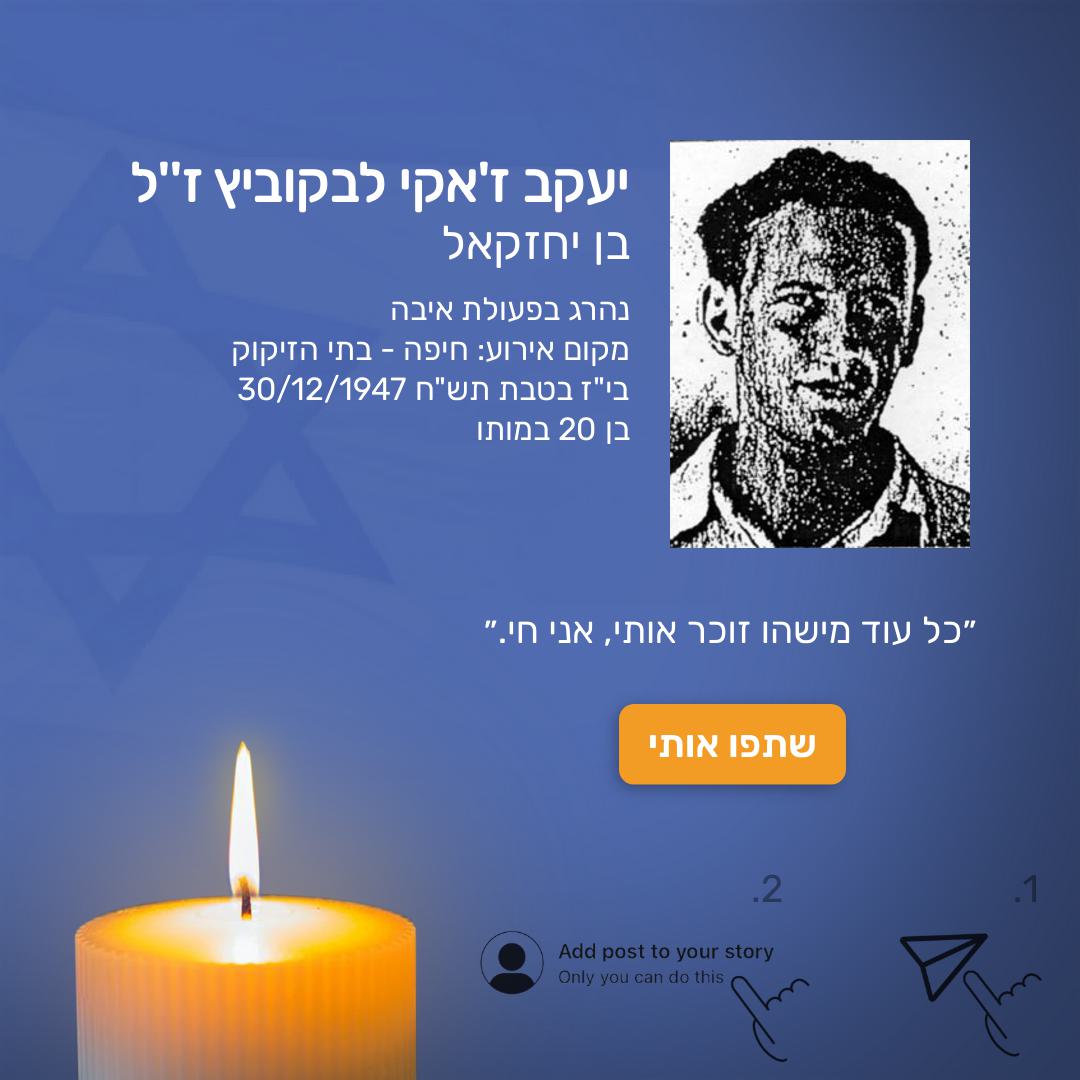 יעקב ז'אקי לבקוביץ ז"ל
בן יחזקאל
נהרג בפעולת איבה
מקום אירוע: חיפה - בתי הזיקוק
בי"ז בטבת תש"ח 30/12/1947
בן 20 במותו
״כל עוד מישהו זוכר אותי, אני חי.״
שתפו אותי
1.
2.
Add post to your story
Only you can do this